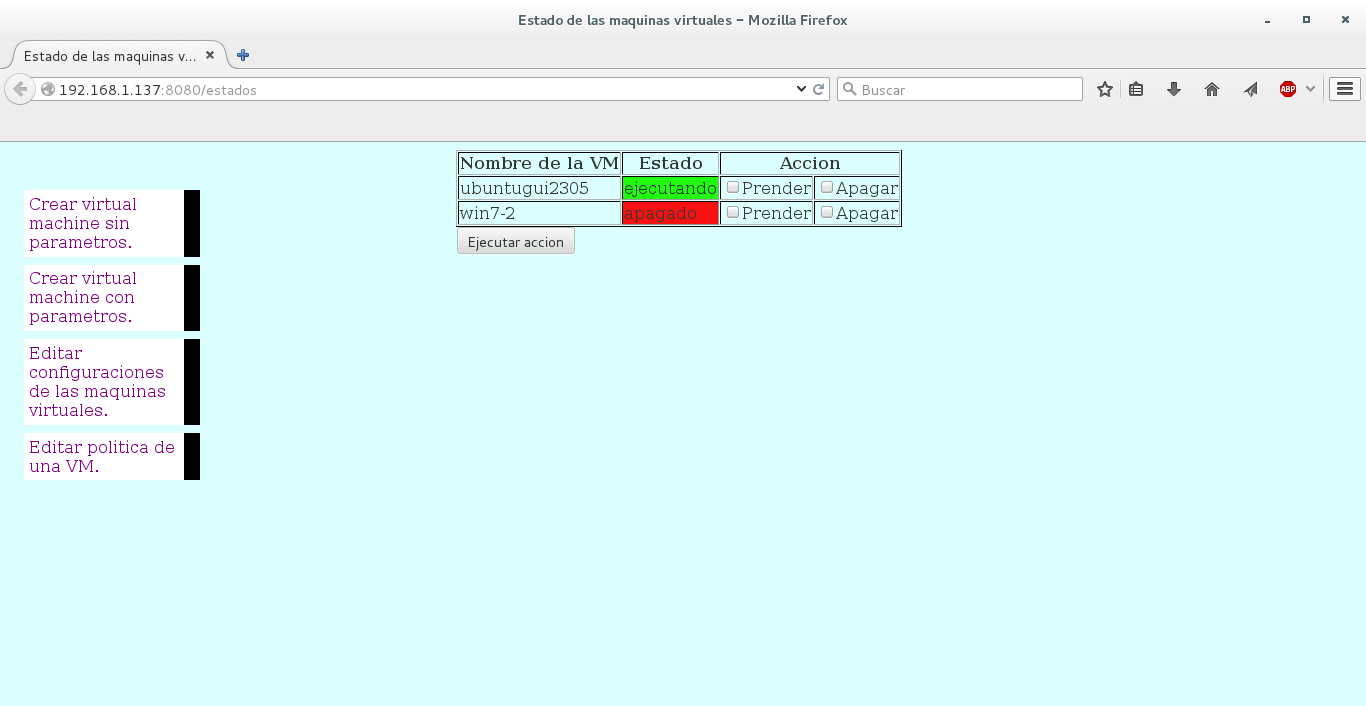 Estado de las maquinas virtuales – Mozilla Firefox
Estado de las maquinas v...
192.168.1.137:8080/estados
Buscar
ABP
Nombre de la VM Estado Accion
ubuntugui2305 ejecutando Prender Apagar
win7-2 apagado Prender Apagar
Ejecutar accion
Crear virtual
machine sin
parametros.
Crear virtual
machine con
parametros.
Editar
configuraciones
de las maquinas
virtuales.
Editar politica de
una VM.